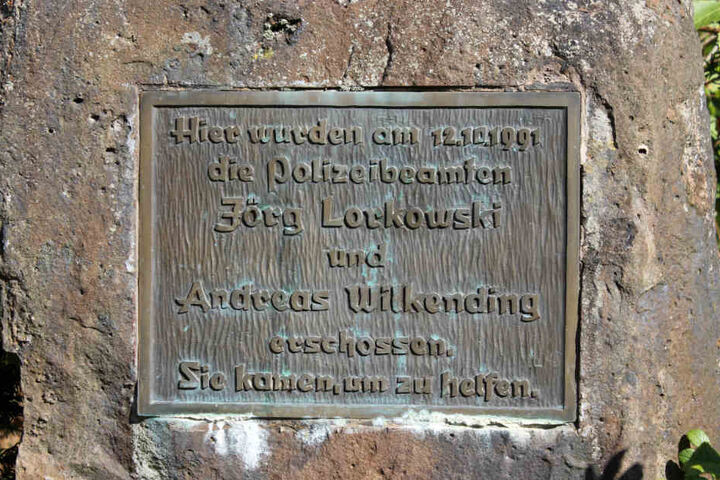 Hier wurden am 12.10.1991
die Polizeibeamten
Jörg Lorkowski
und
Andreas Wilkending
erschossen.
Sie kamen, um zu helfen.